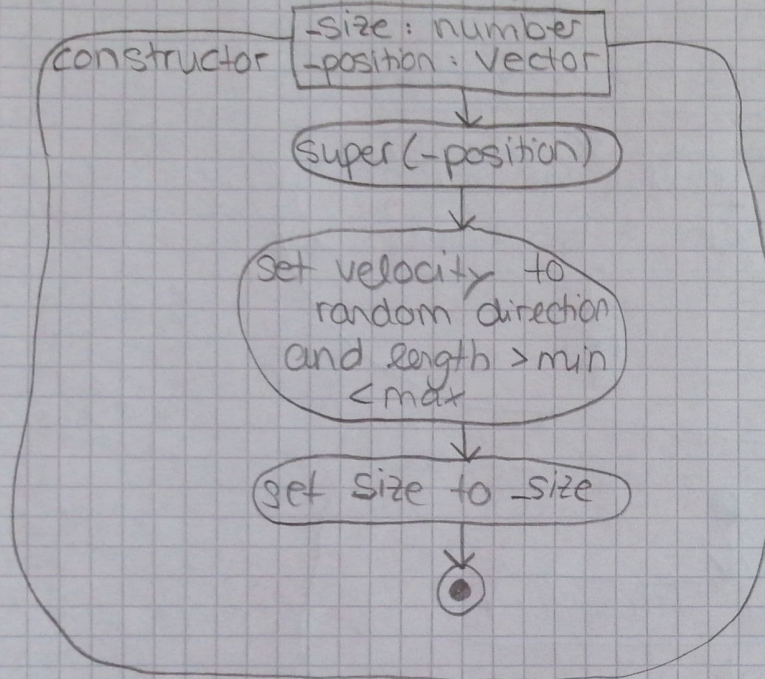 constructor
_size: number
_position: Vector
super(_position)
set velocity to
random direction
and length > min
< max
set size to _size